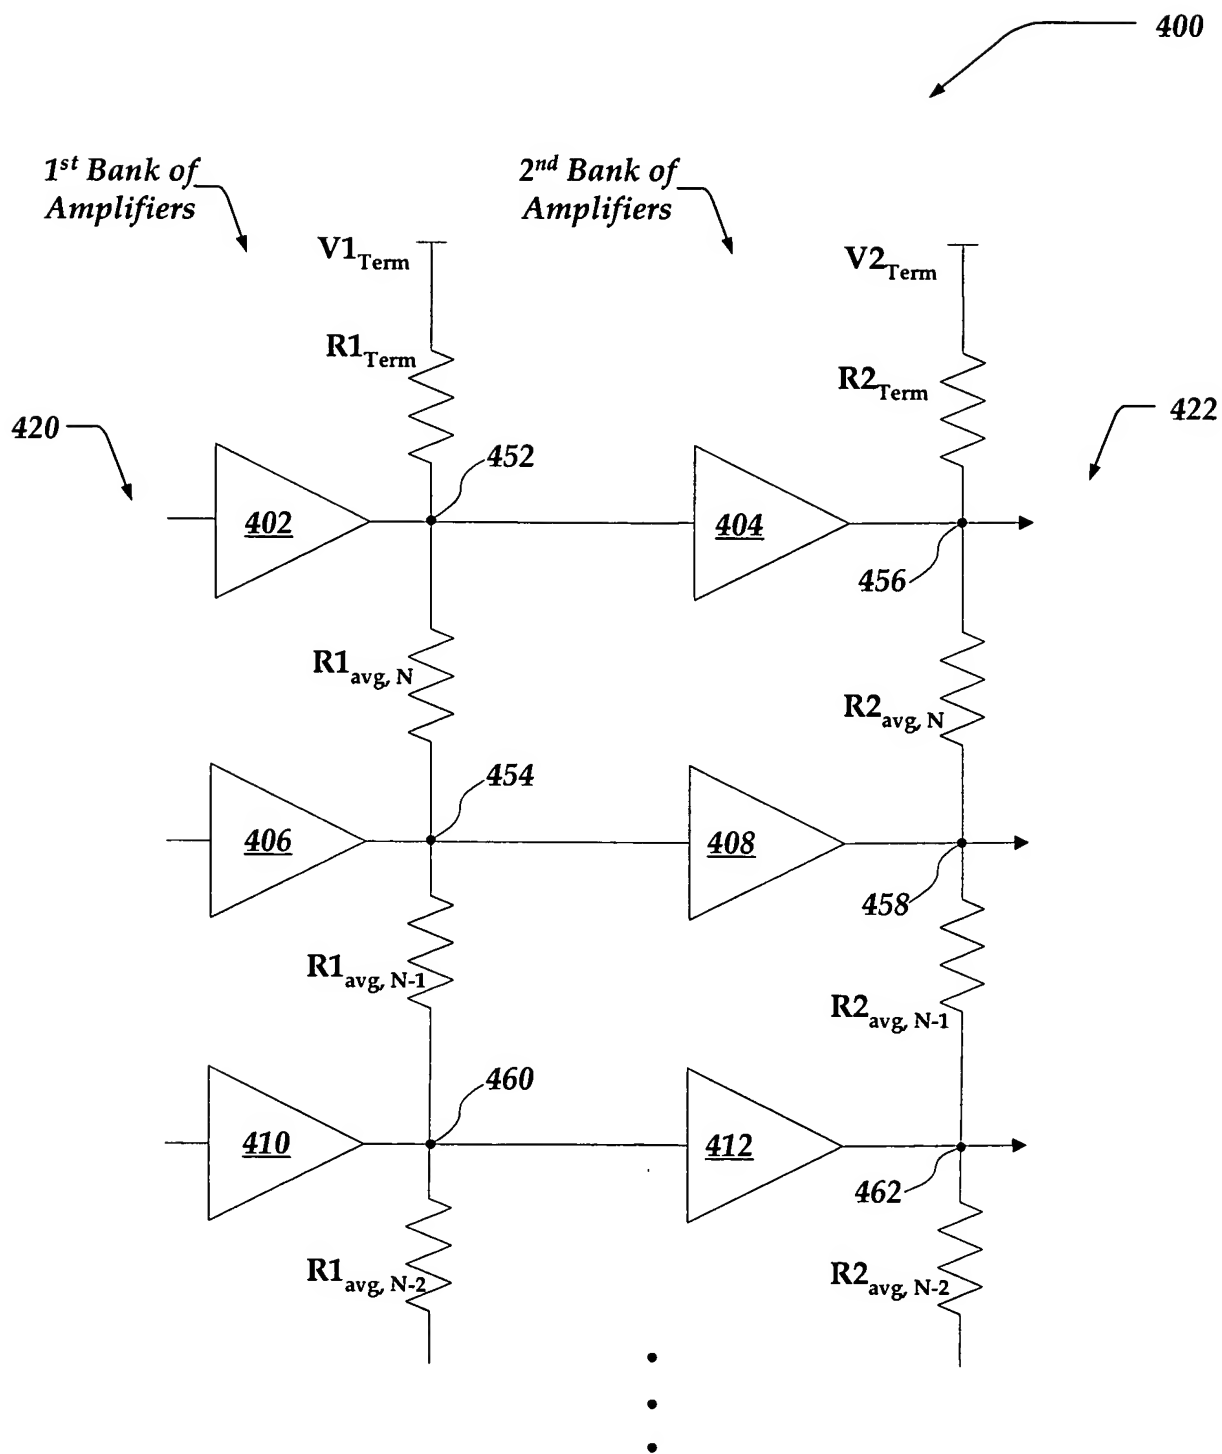 400
1st Bank of
Amplifiers
2nd Bank of
Amplifiers
V1Term
V2Term
R1Term
R2Term
420
422
452
402
404
456
R1avg, N
R2avg, N
454
406
408
458
R1avg, N-1
R2avg, N-1
460
410
412
462
R1avg, N-2
R2avg, N-2